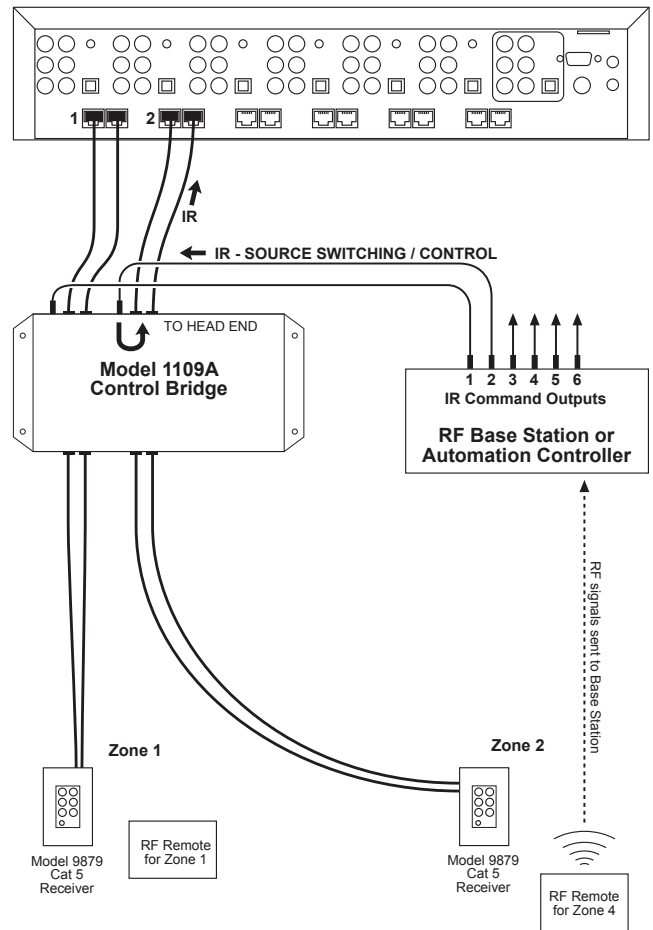 1
2
IR
IR - SOURCE SWITCHING / CONTROL
TO HEAD END
Model 1109A
Control Bridge
1 2 3 4 5 6
IR Command Outputs
RF Base Station or
Automation Controller
RF signals sent to Base Station
Zone 1
Zone 2
Model 9879
Cat 5
Receiver
RF Remote
for Zone 1
Model 9879
Cat 5
Receiver
RF Remote
for Zone 4